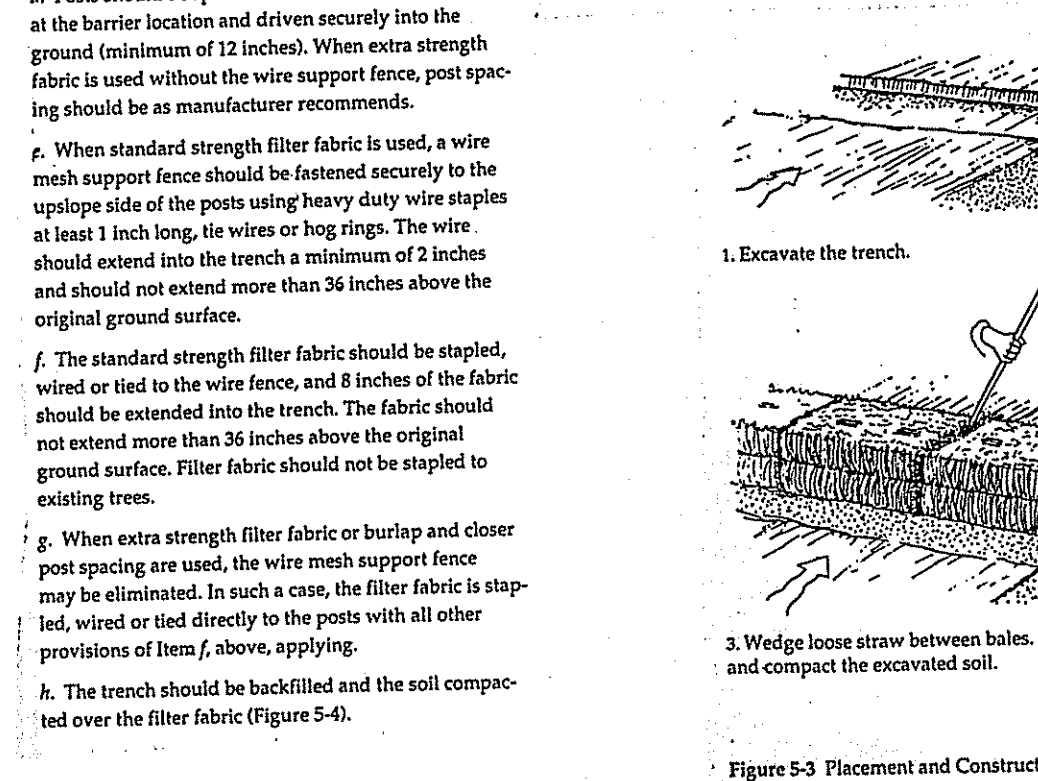 at the barrier location and driven securely into the
ground (minimum of 12 inches). When extra strength
fabric is used without the wire support fence, post spac-
ing should be as manufacturer recommends.
e. When standard strength filter fabric is used, a wire
mesh support fence should be fastened securely to the
upslope side of the posts using heavy duty wire staples
at least 1 inch long, tie wires or hog rings. The wire
should extend into the trench a minimum of 2 inches
and should not extend more than 36 inches above the
original ground surface.
f. The standard strength filter fabric should be stapled,
wired or tied to the wire fence, and 8 inches of the fabric
should be extended into the trench. The fabric should
not extend more than 36 inches above the original
ground surface. Filter fabric should not be stapled to
existing trees.
g. When extra strength filter fabric or burlap and closer
post spacing are used, the wire mesh support fence
may be eliminated. In such a case, the filter fabric is stap-
led, wired or tied directly to the posts with all other
provisions of Item f, above, applying.
h. The trench should be backfilled and the soil compac-
ted over the filter fabric (Figure 5-4).
1. Excavate the trench.
3. Wedge loose straw between bales.
and compact the excavated soil.
Figure 5-3 Placement and Construct